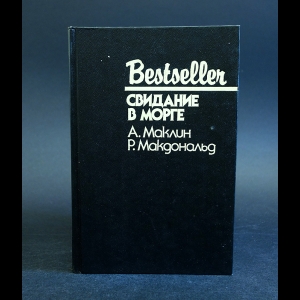 Bestseller
СВИДАНИЕ
В МОРГЕ
А. Маклин
Р. Макдональд